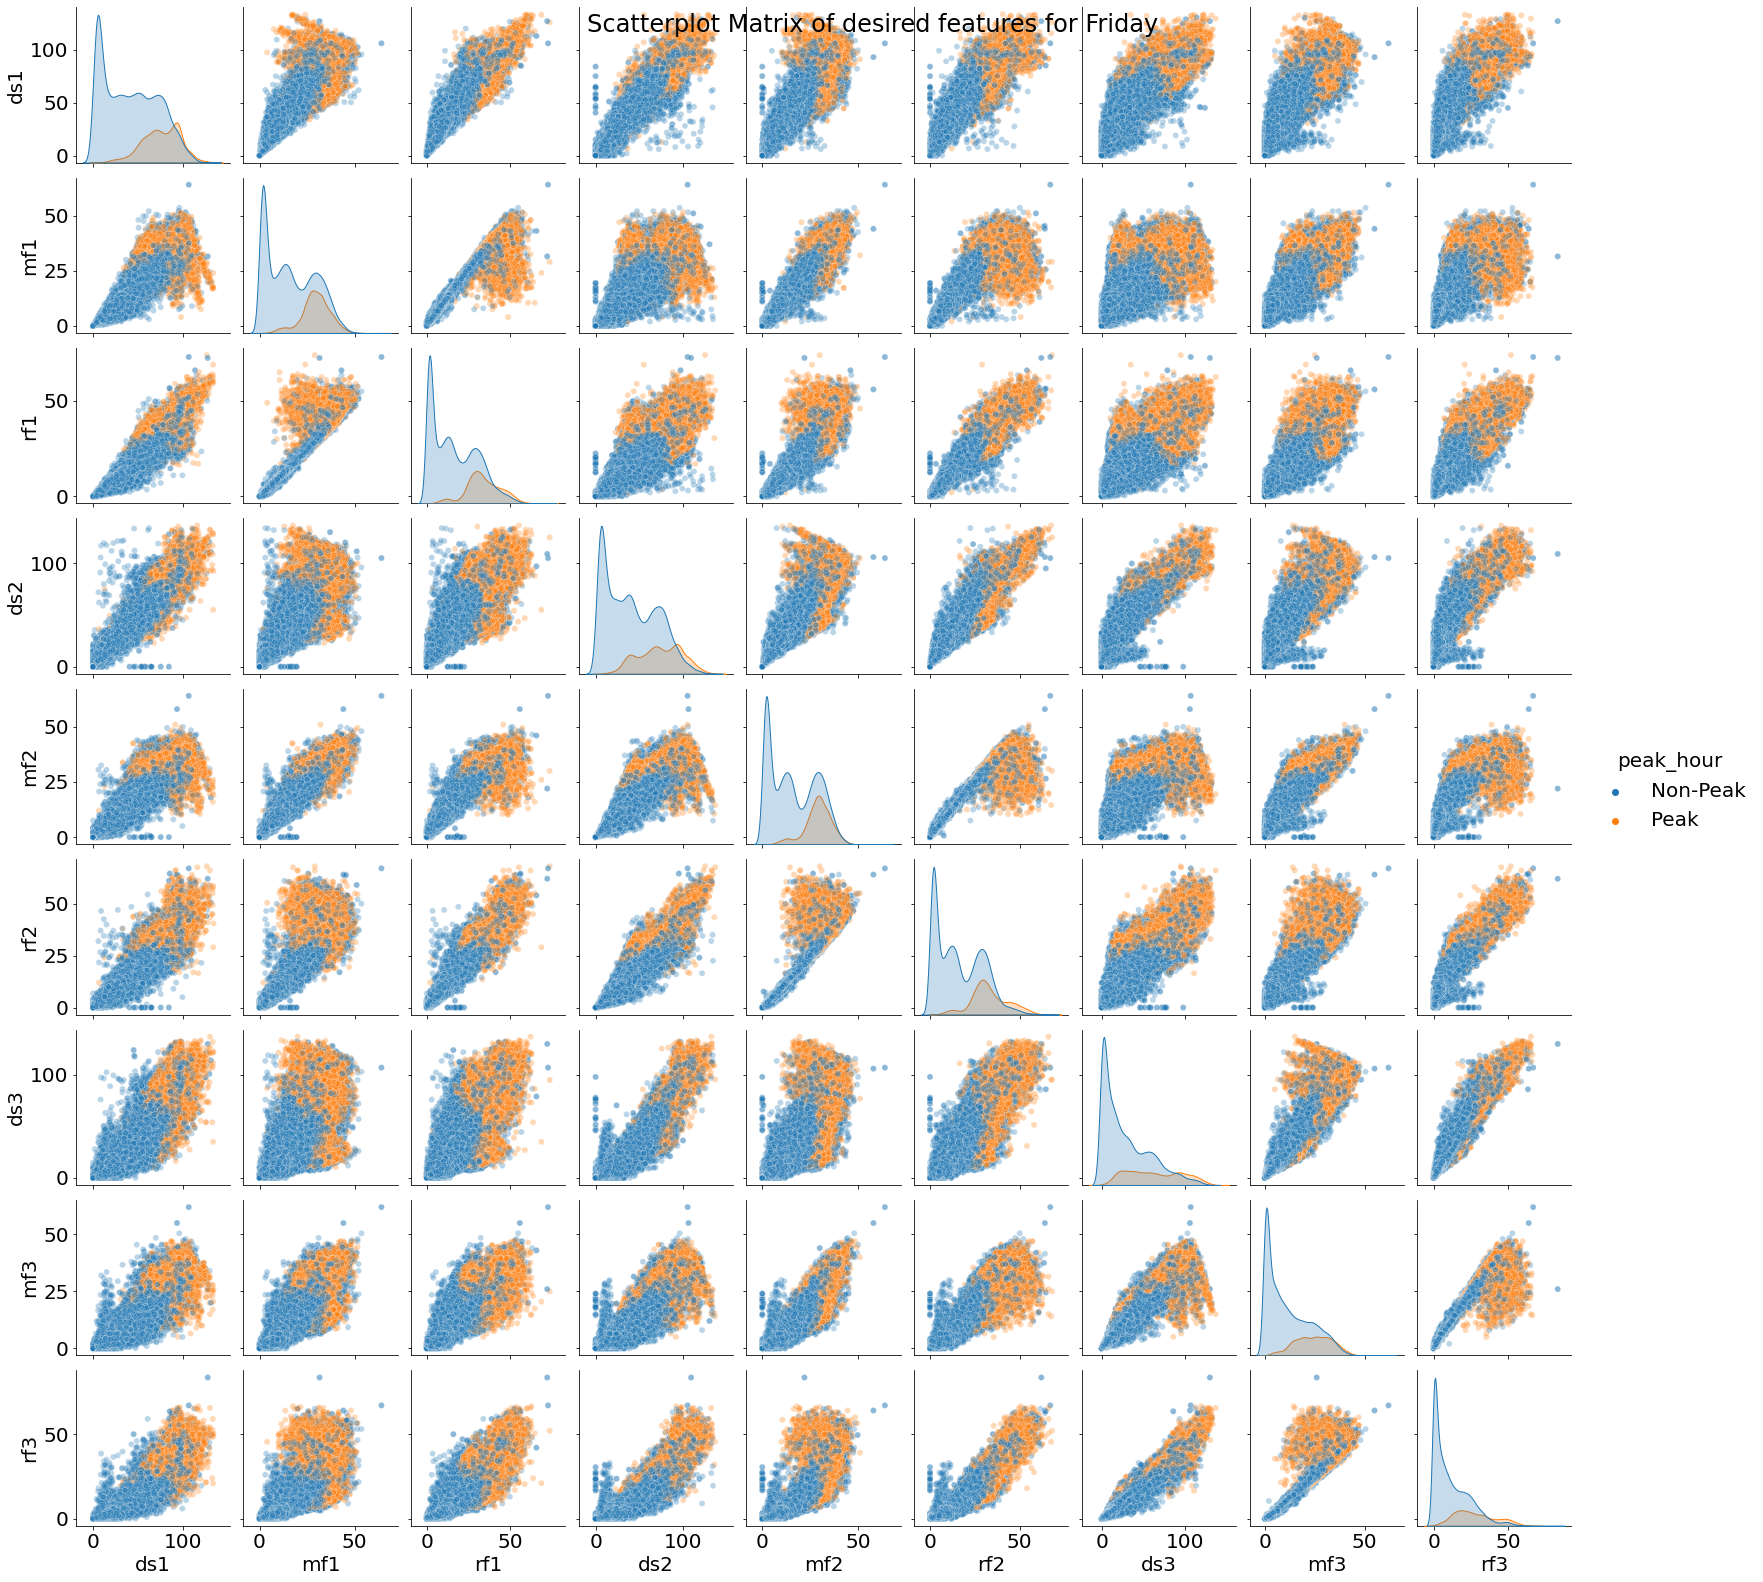 Scatterplot Matrix of desired features for Friday
ds1
100
50
0
mf1
50
25
0
rf1
50
0
ds2
100
0
mf2
50
25
0
rf2
50
25
0
ds3
100
0
mf3
50
25
0
rf3
50
0
0 100 0 50 0 50 0 100 0 50 0 50 0 100 0 50 0 50
ds1 mf1 rf1 ds2 mf2 rf2 ds3 mf3 rf3
peak_hour
Non-Peak
Peak